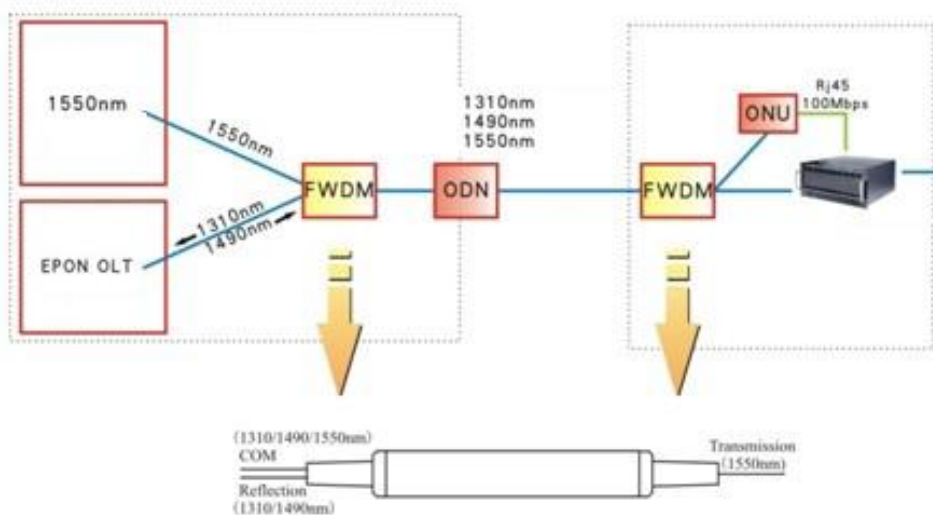 1550nm
1550nm
1310nm
1490nm
EPON OLT
FWDM
ODN
1310nm
1490nm
1550nm
FWDM
ONU
Rj45
100Mbps
(1310/1490/1550nm)
COM
Reflection
(1310/1490nm)
Transmission
(1550nm)